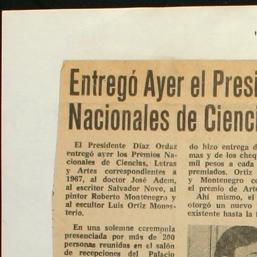 Entregó Ayer el Presi
Nacionales de Cienci
El Presidente Díaz Ordaz
entregó ayer los Premios Na-
cionales de Ciencias, Letras
y Artes correspondientes a
1967, al doctor José Adem,
al escritor Salvador Novo, al
pintor Roberto Montenegro y
al escultor Luis Ortiz Monas-
terio.
En una solemne ceremonia
presenciada por más de 200
personas reunidas en el salón
de recepciones del Palacio
do hizo entrega d
mas y de los cheq
mil pesos a cada
premiados. Ortiz
y Montenegro com
el premio de Arte
Ahí mismo, el
otorgó un nuevo
existente hasta la f